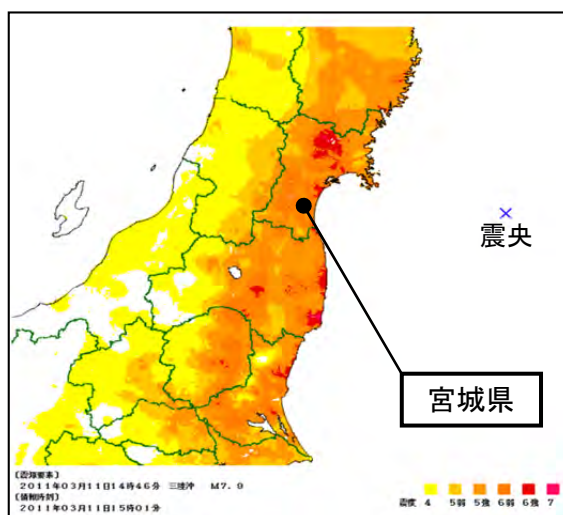 震央
宮城県
[震源要素]
2011年03月11日14時46分 三陸沖 M7.9
[情報時刻]
2011年03月11日15時01分
震度 4 5弱 5強 6弱 6強 7